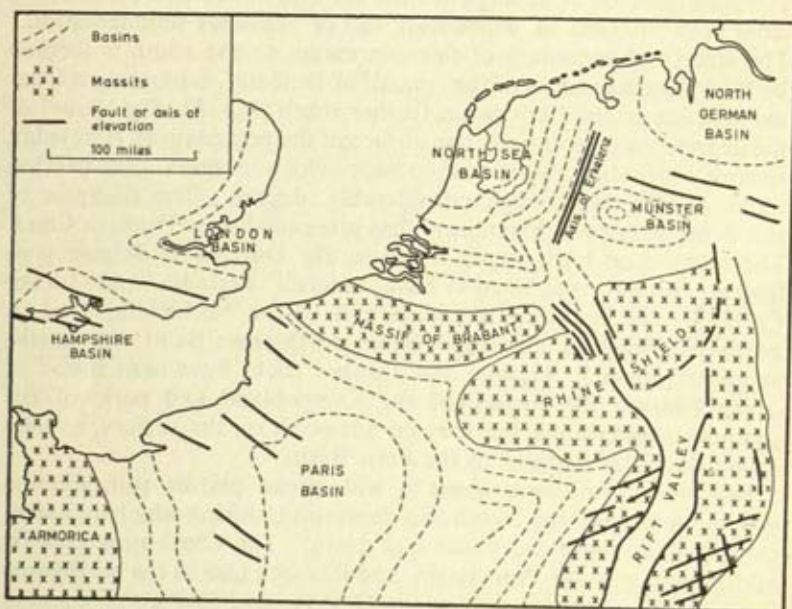 Basins
Massifs
Fault or axis of
elevation
100 miles
NORTH
GERMAN
BASIN
NORTH SEA
BASIN
Axis of Erkelenz
MUNSTER
BASIN
LONDON
BASIN
HAMPSHIRE
BASIN
MASSIF OF BRABANT
RHINE SHIELD
PARIS
BASIN
ARMORICA
RIFT VALLEY